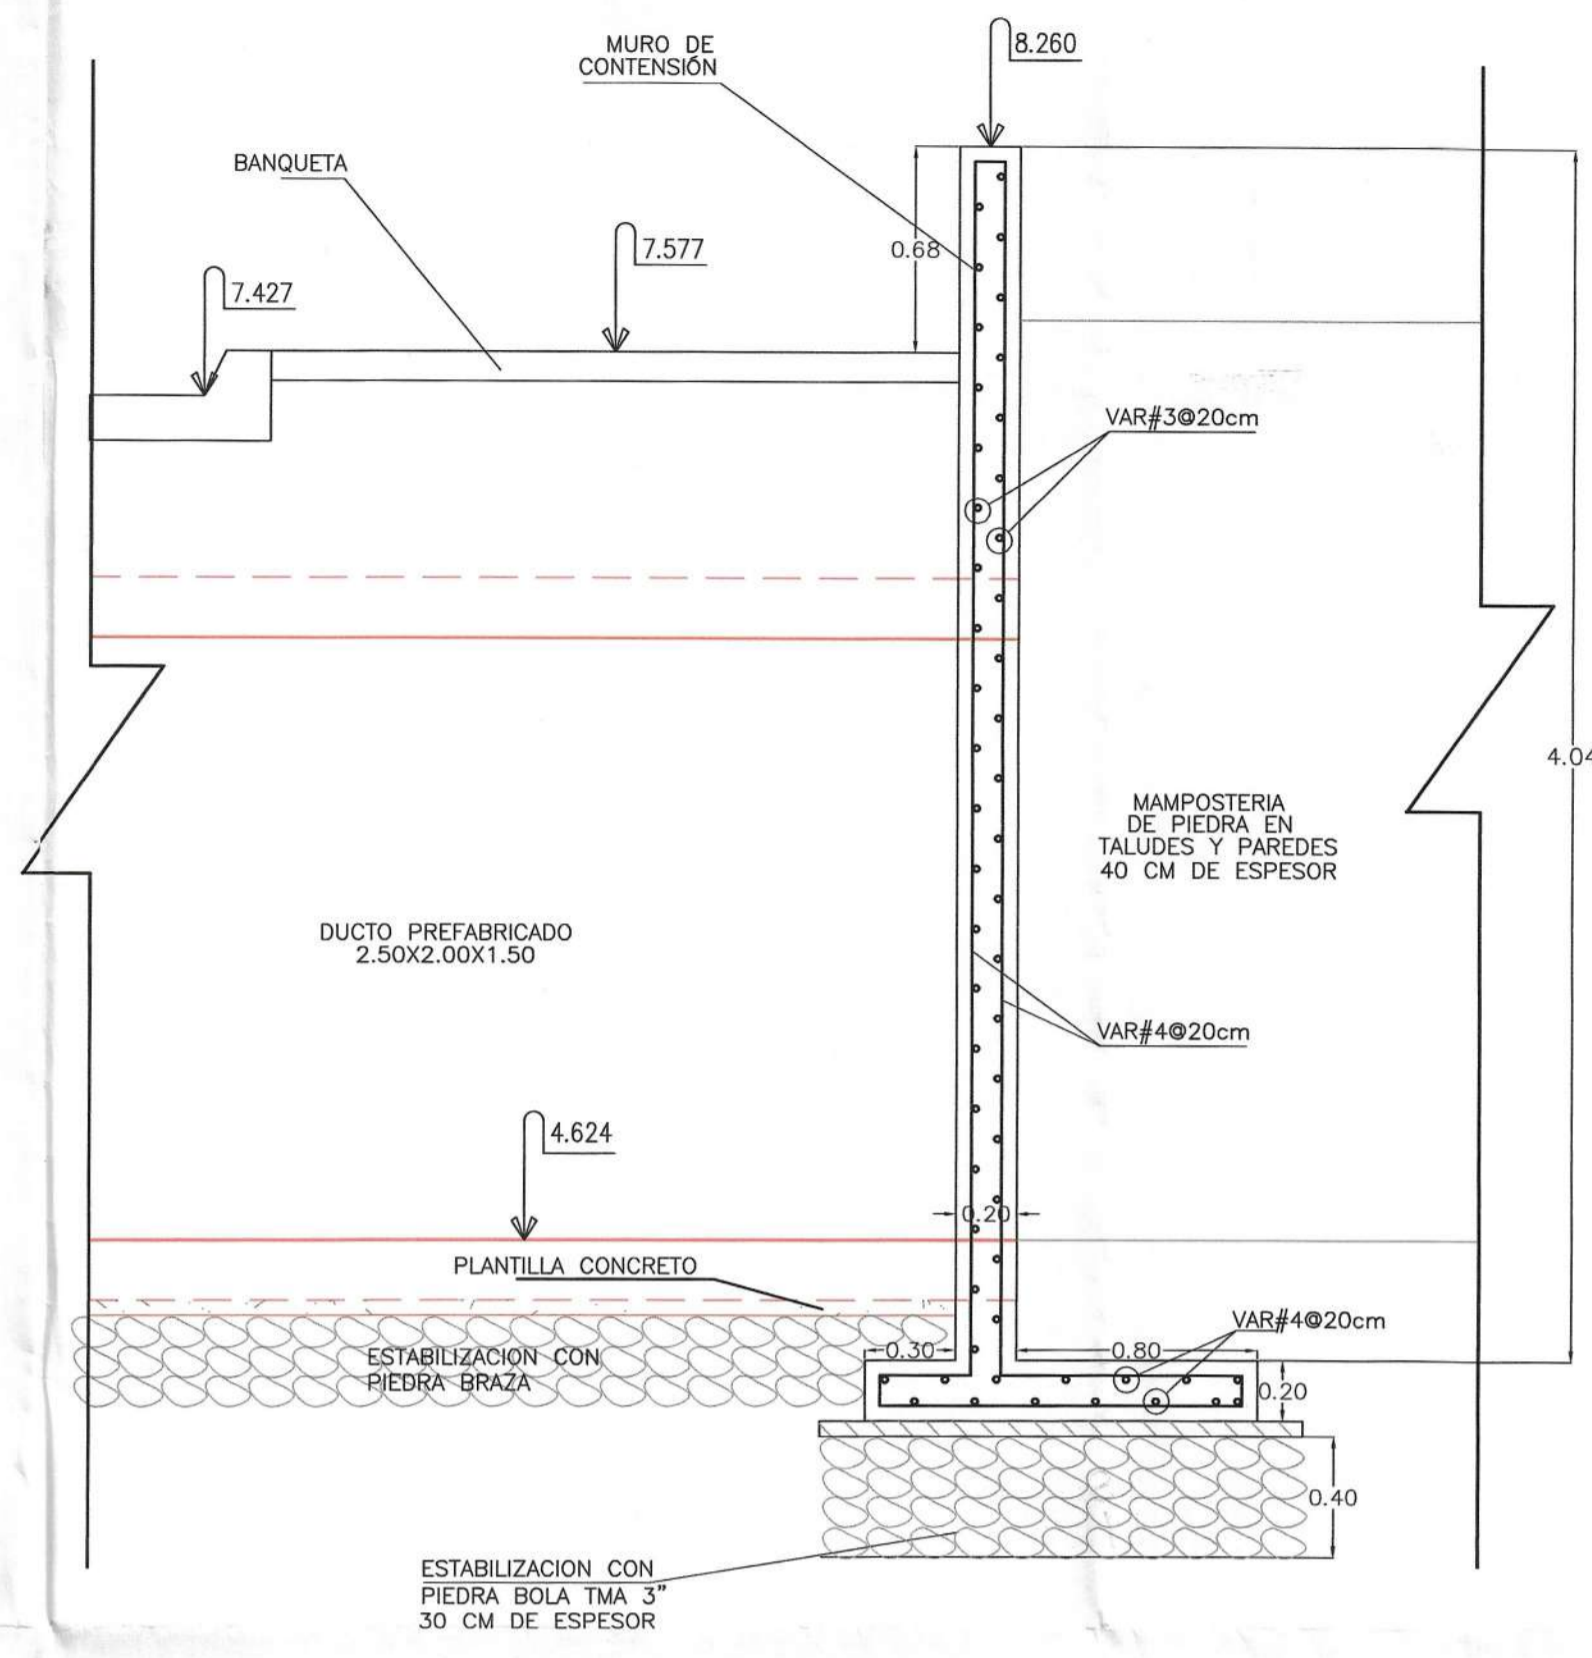 8.260
MURO DE
CONTENSIÓN
BANQUETA
7.577
0.68
7.427
VAR#3@20cm
4.04
MAMPOSTERIA
DE PIEDRA EN
TALUDES Y PAREDES
40 CM DE ESPESOR
DUCTO PREFABRICADO
2.50X2.00X1.50
VAR#4@20cm
4.624
0.20
PLANTILLA CONCRETO
VAR#4@20cm
0.30
0.80
ESTABILIZACION CON
PIEDRA BRAZA
0.20
0.40
ESTABILIZACION CON
PIEDRA BOLA TMA 3"
30 CM DE ESPESOR